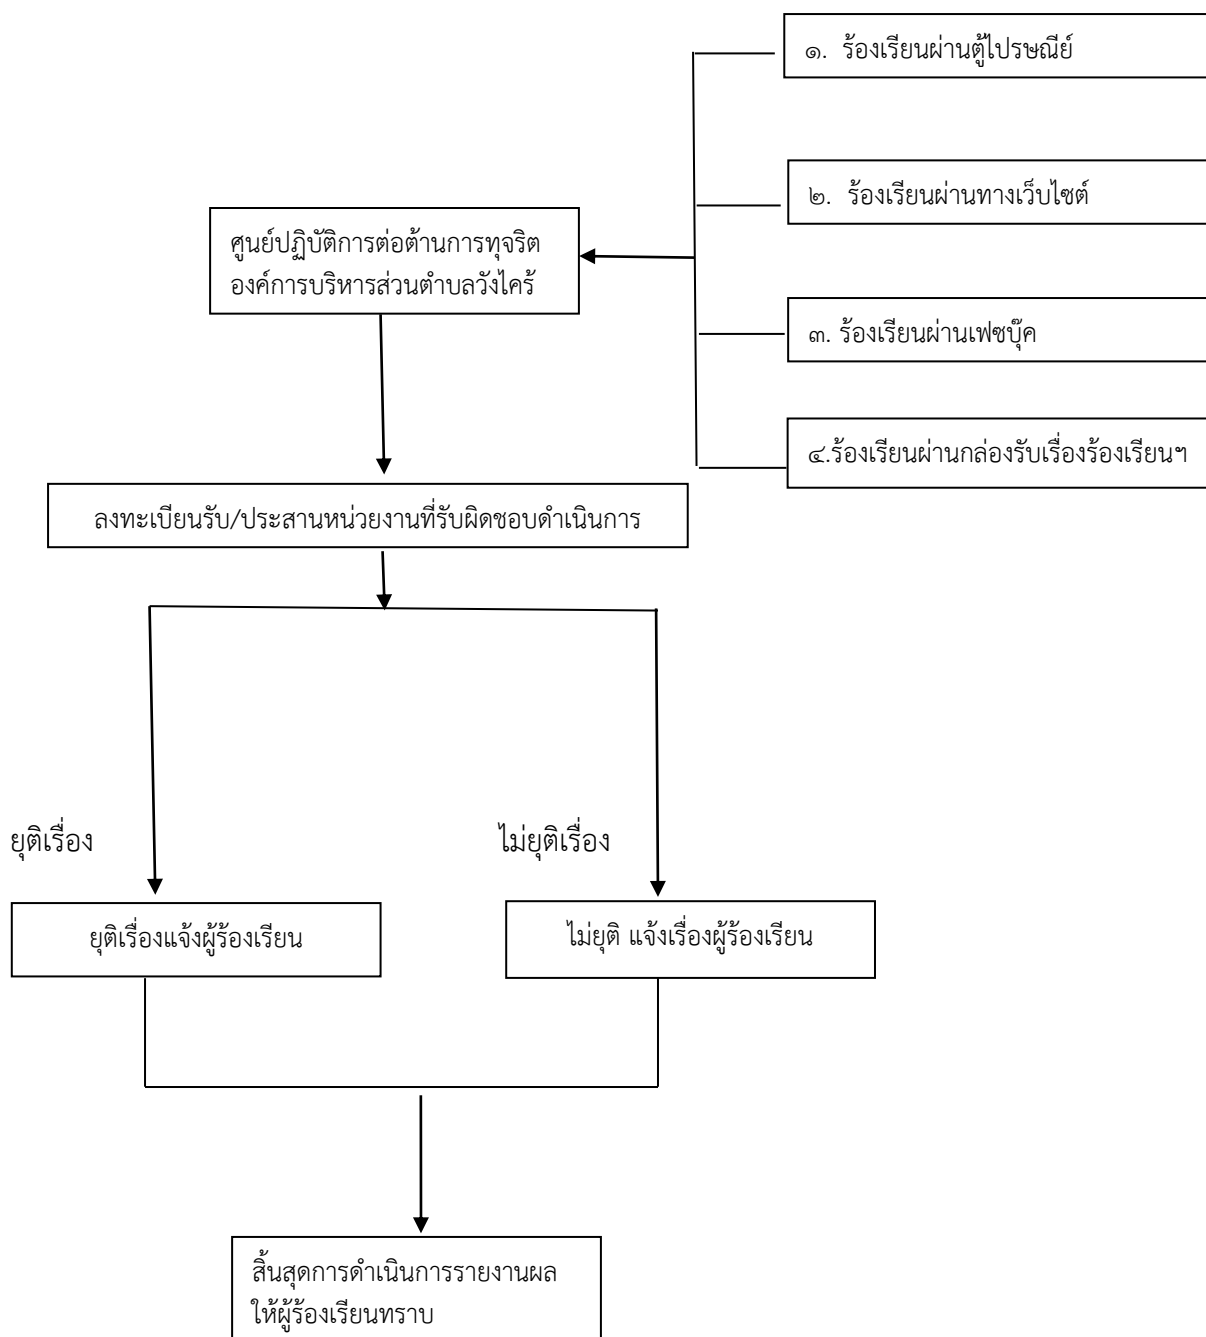 ๑. ร้องเรียนผ่านตู้ไปรษณีย์
๒. ร้องเรียนผ่านทางเว็บไซต์
ศูนย์ปฏิบัติการต่อต้านการทุจริต
องค์การบริหารส่วนตำบลวังไคร้
๓. ร้องเรียนผ่านเฟซบุ๊ค
๔.ร้องเรียนผ่านกล่องรับเรื่องร้องเรียนฯ
ลงทะเบียนรับ/ประสานหน่วยงานที่รับผิดชอบดำเนินการ
ยุติเรื่อง
ไม่ยุติเรื่อง
ยุติเรื่องแจ้งผู้ร้องเรียน
ไม่ยุติ แจ้งเรื่องผู้ร้องเรียน
สิ้นสุดการดำเนินการรายงานผล
ให้ผู้ร้องเรียนทราบ